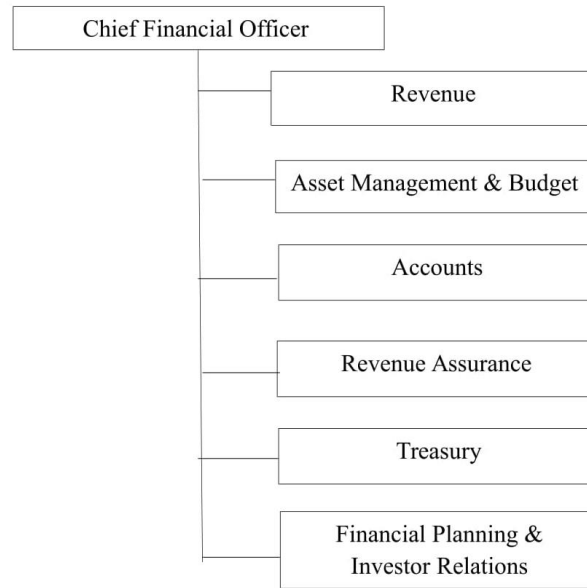 Chief Financial Officer
Revenue
Asset Management & Budget
Accounts
Revenue Assurance
Treasury
Financial Planning &
Investor Relations